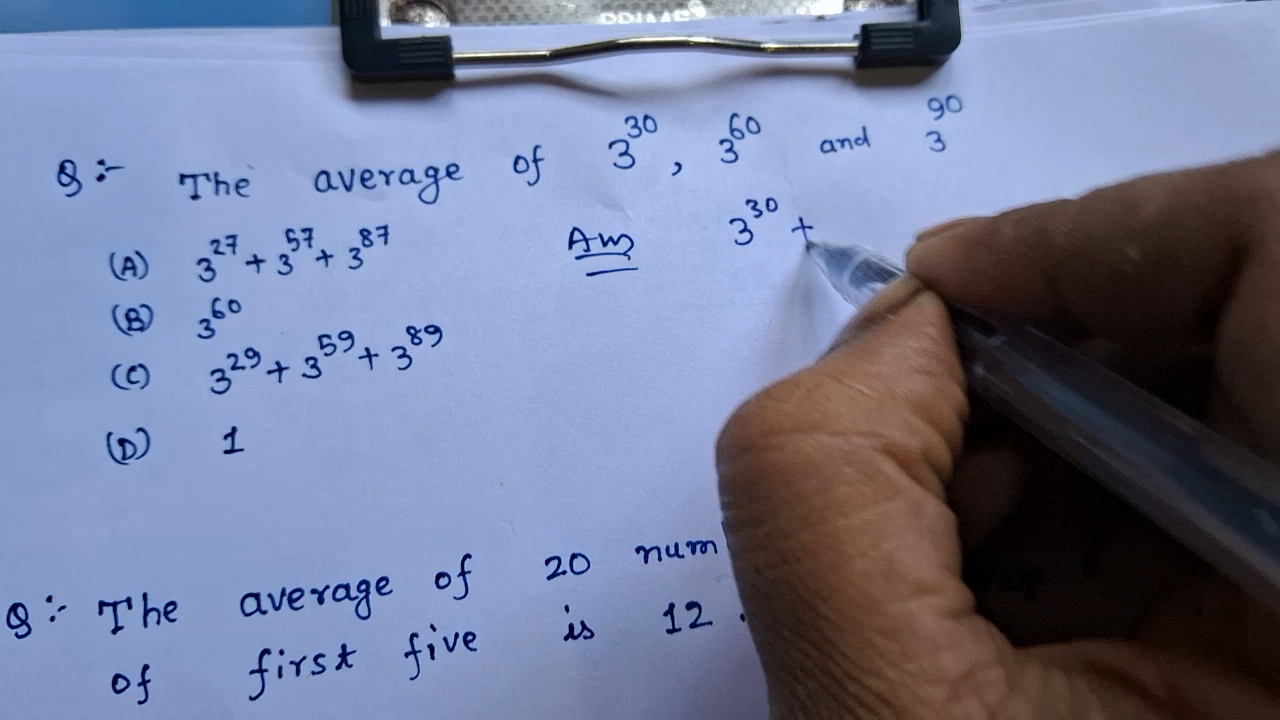 PRIME
Q:- The average of 3^30, 3^60 and 3^90
(A) 3^27 + 3^57 + 3^87
Ans 3^30 +
(B) 3^60
(C) 3^29 + 3^59 + 3^89
(D) 1
Q:- The average of 20 num
of first five is 12.